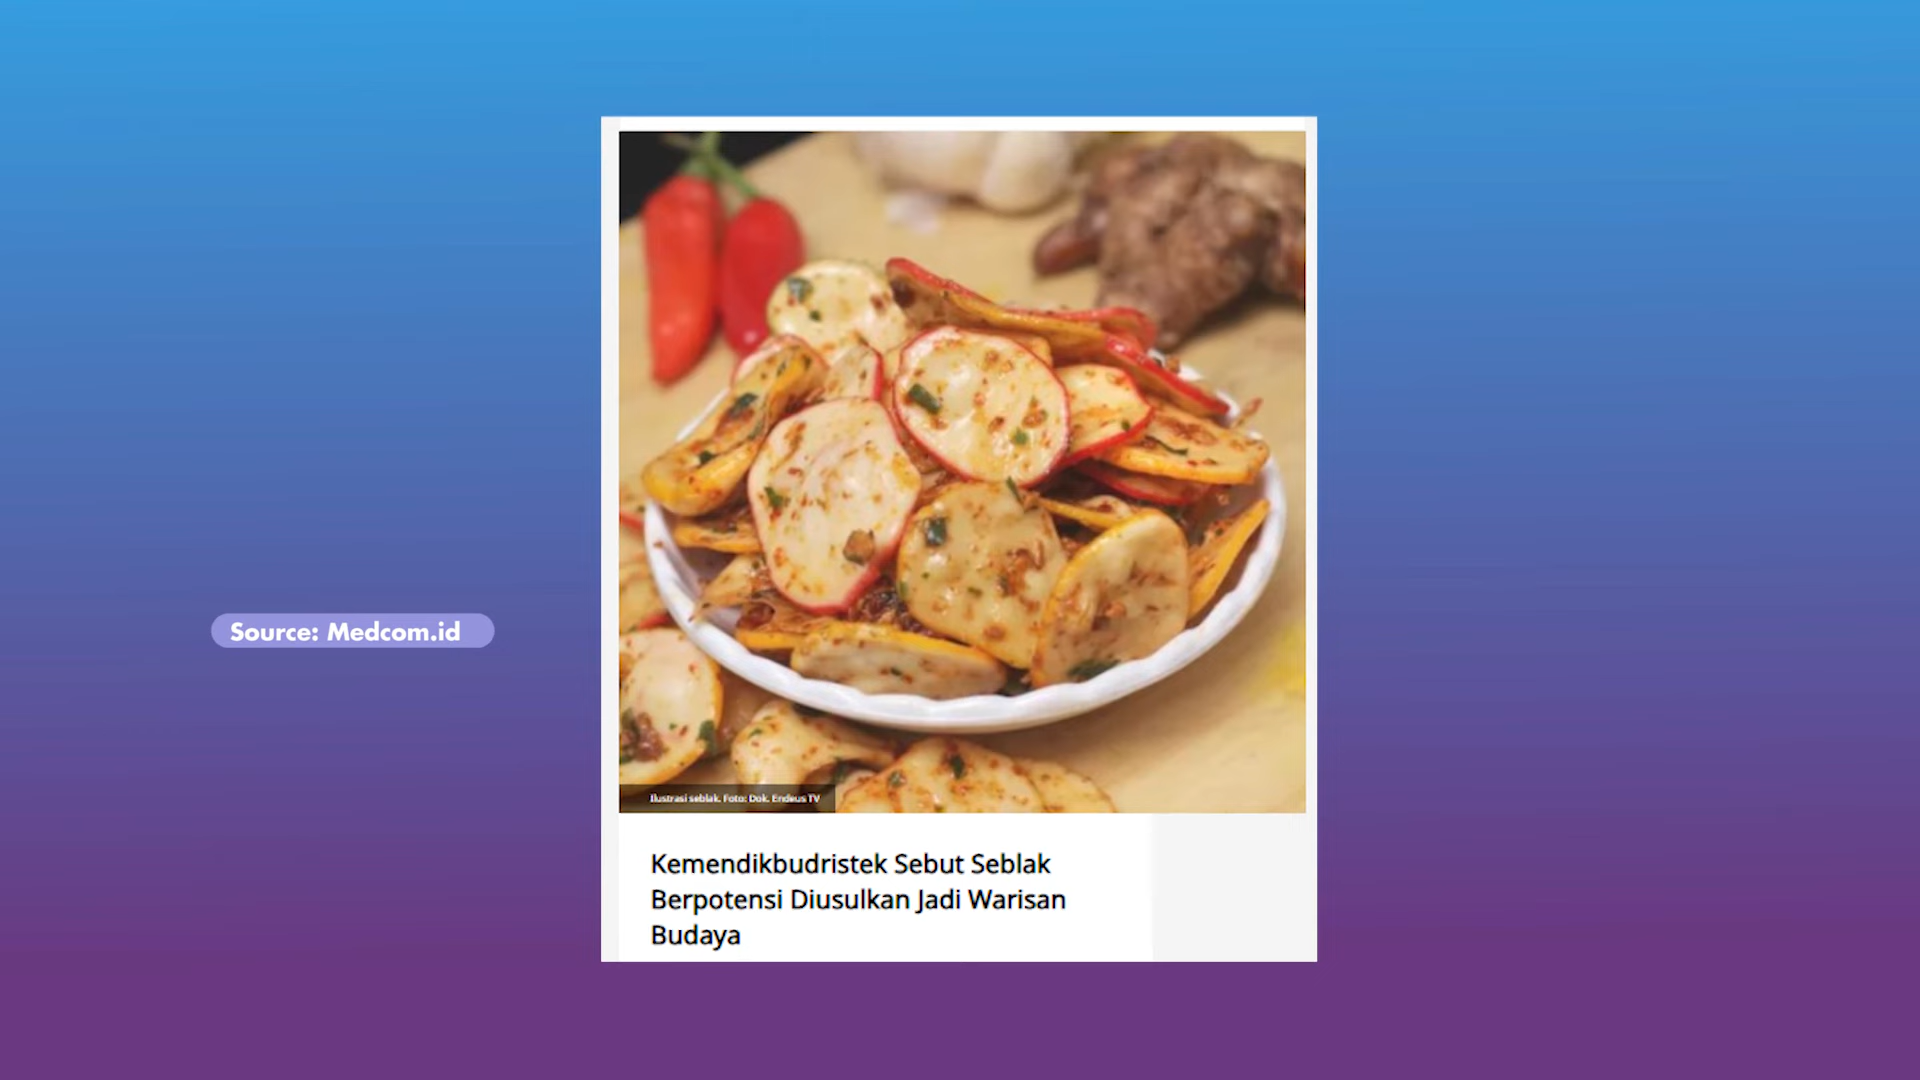 Source: Medcom.id
Ilustrasi seblak. Foto: Dok. Endeus TV
Kemendikbudristek Sebut Seblak
Berpotensi Diusulkan Jadi Warisan
Budaya